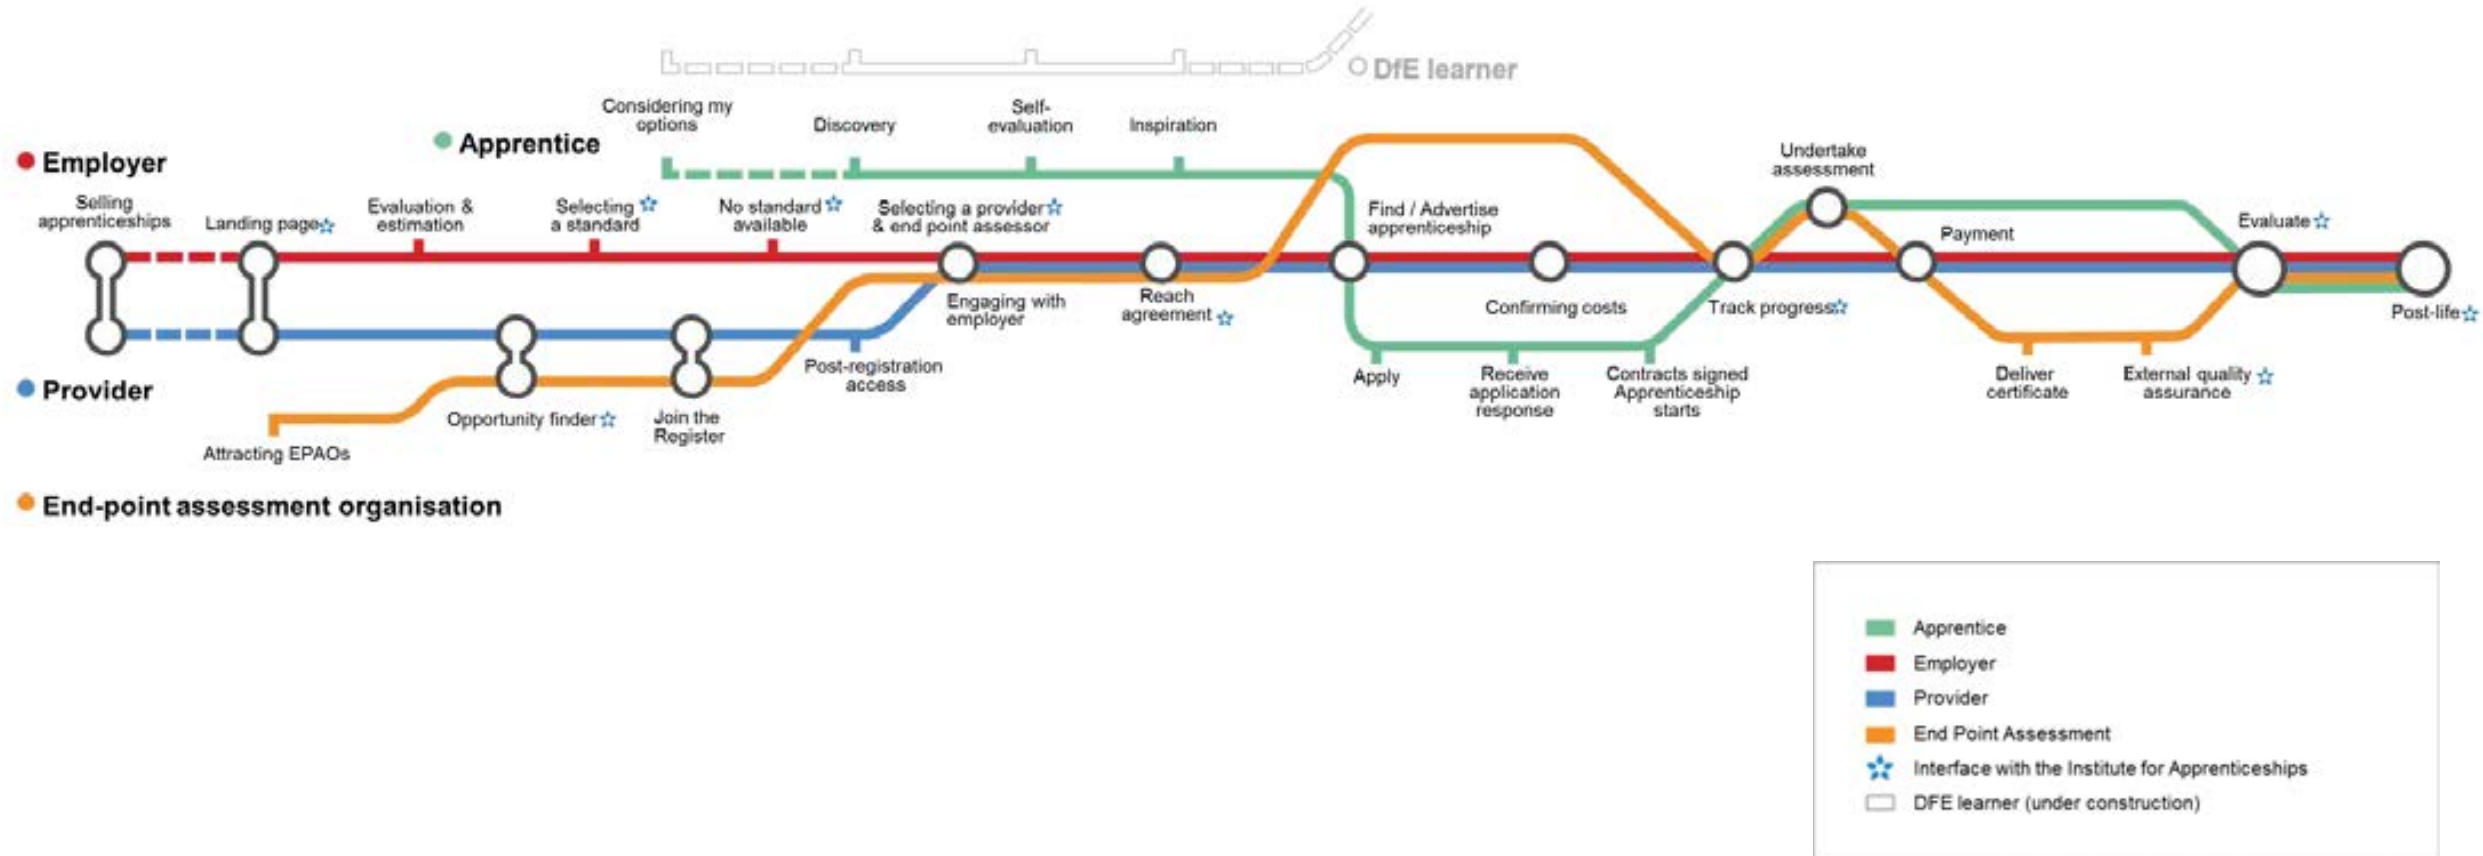 DfE learner
Considering my
options
Discovery
Self-
evaluation
Inspiration
Apprentice
Employer
Selling
apprenticeships
Landing page
Evaluation &
estimation
Selecting
a standard
No standard
available
Selecting a provider
& end point assessor
Find / Advertise
apprenticeship
Undertake
assessment
Payment
Evaluate
Engaging with
employer
Reach
agreement
Confirming costs
Track progress
Post-life
Provider
Post-registration
access
Apply
Receive
application
response
Contracts signed
Apprenticeship
starts
Deliver
certificate
External quality
assurance
Opportunity finder
Join the
Register
Attracting EPAOs
End-point assessment organisation
Apprentice
Employer
Provider
End Point Assessment
Interface with the Institute for Apprenticeships
DFE learner (under construction)